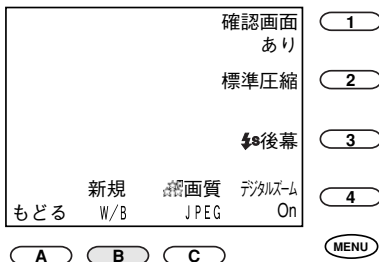 確認画面
あり
1
標準圧縮
2
s後幕
3
新規 画質 デジタルズーム
もどる W/B JPEG On
4
A B C MENU